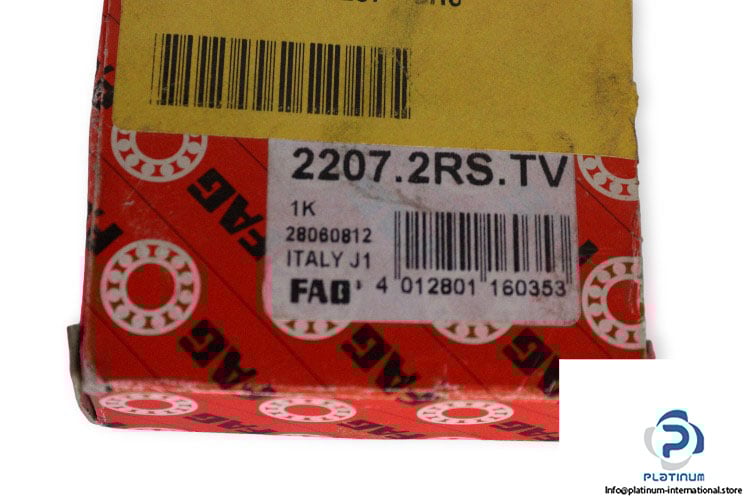 2207.2RS.TV
1K
28060812
ITALY J1
FAG
4 012801 160353
FAG
FAG
FAG
PLATINUM
Info@platinum-international.store